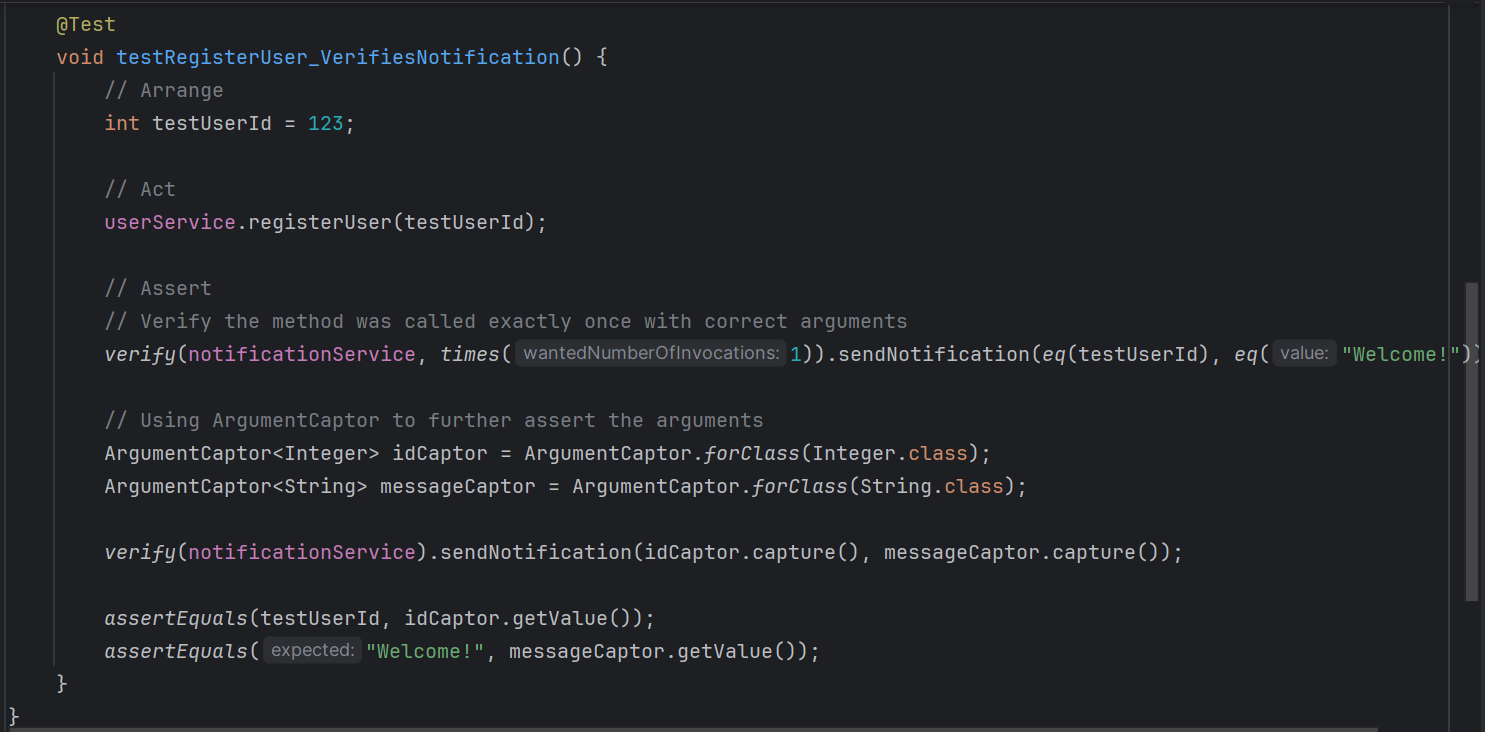 @Test
void testRegisterUser_VerifiesNotification() {
// Arrange
int testUserId = 123;
// Act
userService.registerUser(testUserId);
// Assert
// Verify the method was called exactly once with correct arguments
verify(notificationService, times( wantedNumberOfInvocations: 1)).sendNotification(eq(testUserId), eq( value: "Welcome!"))
// Using ArgumentCaptor to further assert the arguments
ArgumentCaptor<Integer> idCaptor = ArgumentCaptor.forClass(Integer.class);
ArgumentCaptor<String> messageCaptor = ArgumentCaptor.forClass(String.class);
verify(notificationService).sendNotification(idCaptor.capture(), messageCaptor.capture());
assertEquals(testUserId, idCaptor.getValue());
assertEquals( expected: "Welcome!", messageCaptor.getValue());
}
}